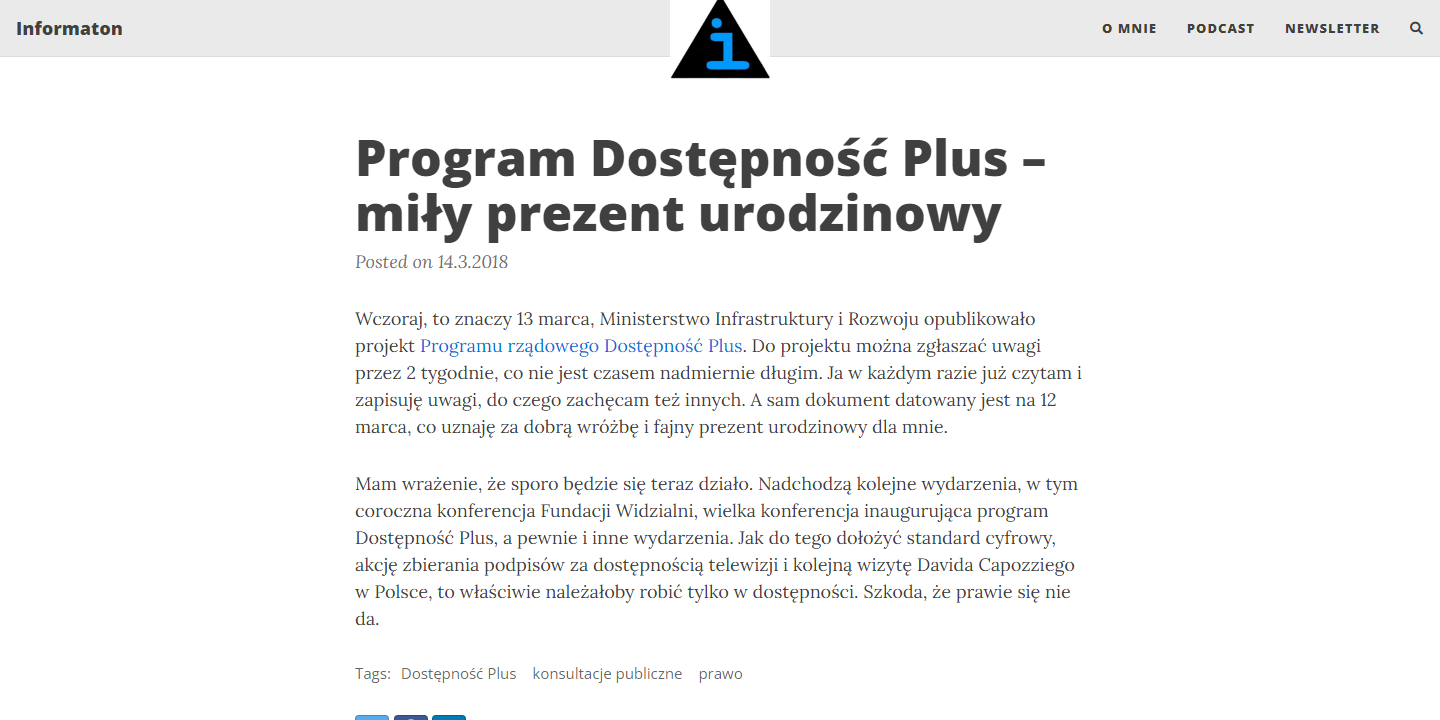 Informaton
i
O MNIE
PODCAST
NEWSLETTER
Program Dostępność Plus –
miły prezent urodzinowy
Posted on 14.3.2018
Wczoraj, to znaczy 13 marca, Ministerstwo Infrastruktury i Rozwoju opublikowało
projekt Programu rządowego Dostępność Plus. Do projektu można zgłaszać uwagi
przez 2 tygodnie, co nie jest czasem nadmiernie długim. Ja w każdym razie już czytam i
zapisuję uwagi, do czego zachęcam też innych. A sam dokument datowany jest na 12
marca, co uznaję za dobrą wróżbę i fajny prezent urodzinowy dla mnie.
Mam wrażenie, że sporo będzie się teraz działo. Nadchodzą kolejne wydarzenia, w tym
coroczna konferencja Fundacji Widzialni, wielka konferencja inaugurująca program
Dostępność Plus, a pewnie i inne wydarzenia. Jak do tego dołożyć standard cyfrowy,
akcję zbierania podpisów za dostępnością telewizji i kolejną wizytę Davida Capozziego
w Polsce, to właściwie należałoby robić tylko w dostępności. Szkoda, że prawie się nie
da.
Tags: Dostępność Plus konsultacje publiczne prawo